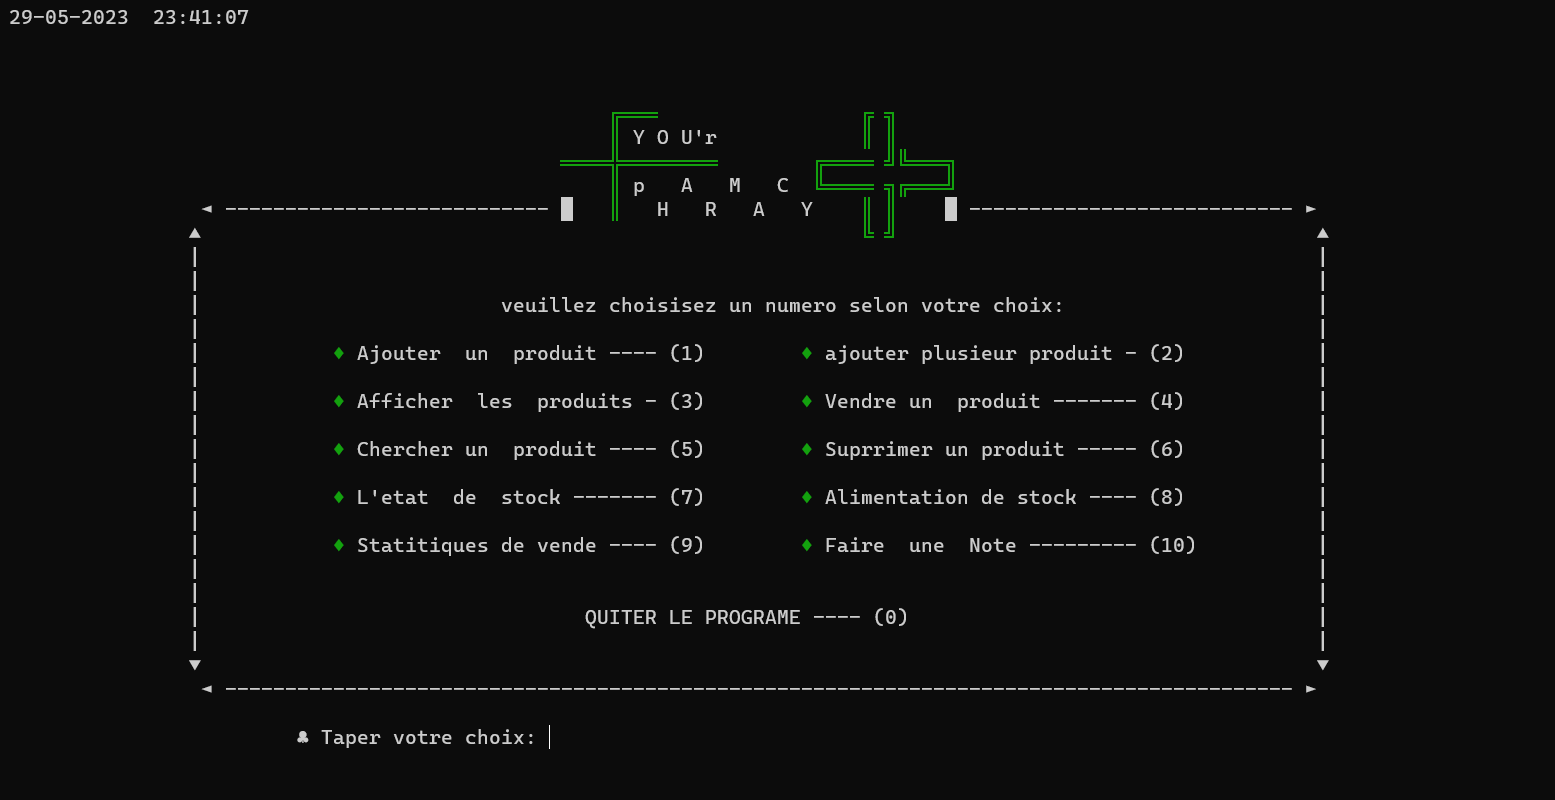 29-05-2023  23:41:07
Y O U'r
p   A   M   C
H   R   A   Y
veuillez choisisez un numero selon votre choix:
♦ Ajouter  un  produit ---- (1)        ♦ ajouter plusieur produit - (2)
♦ Afficher  les  produits - (3)        ♦ Vendre un  produit ------- (4)
♦ Chercher un  produit ---- (5)        ♦ Suprrimer un produit ----- (6)
♦ L'etat  de  stock ------- (7)        ♦ Alimentation de stock ---- (8)
♦ Statitiques de vende ---- (9)        ♦ Faire  une  Note --------- (10)
QUITER LE PROGRAME ---- (0)
♣ Taper votre choix: